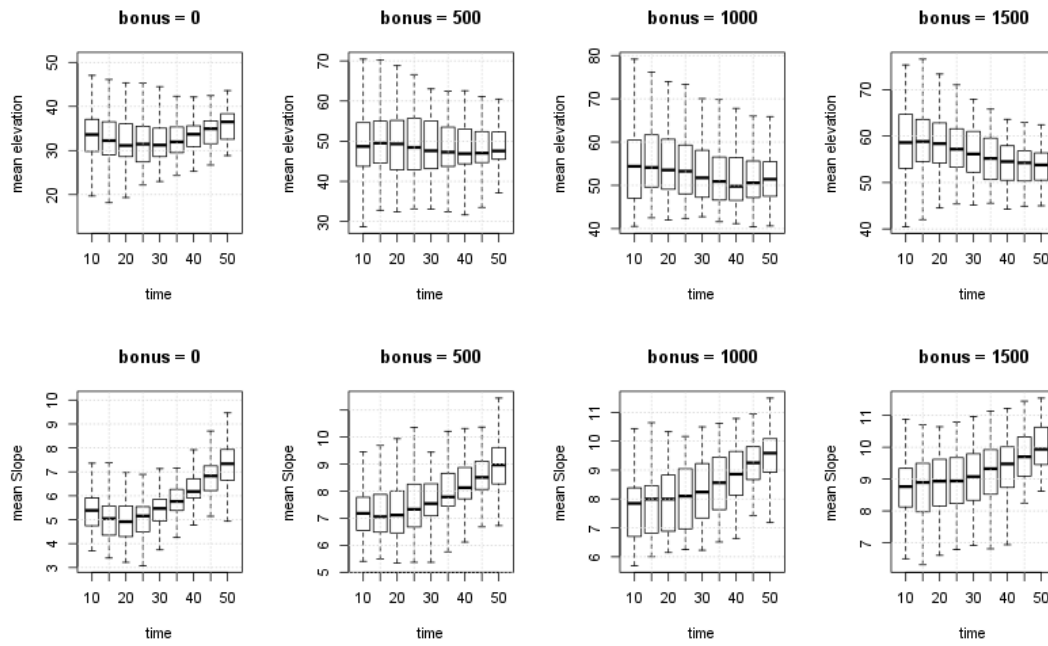 bonus = 0
bonus = 500
bonus = 1000
bonus = 1500
mean elevation
50
40
30
20
10 20 30 40 50
time
mean elevation
70
60
50
40
30
10 20 30 40 50
time
mean elevation
80
70
60
50
40
10 20 30 40 50
time
mean elevation
70
60
50
40
10 20 30 40 50
time
bonus = 0
bonus = 500
bonus = 1000
bonus = 1500
mean Slope
10
9
8
7
6
5
4
3
10 20 30 40 50
time
mean Slope
10
9
8
7
6
5
10 20 30 40 50
time
mean Slope
11
10
9
8
7
6
10 20 30 40 50
time
mean Slope
11
10
9
8
7
10 20 30 40 50
time